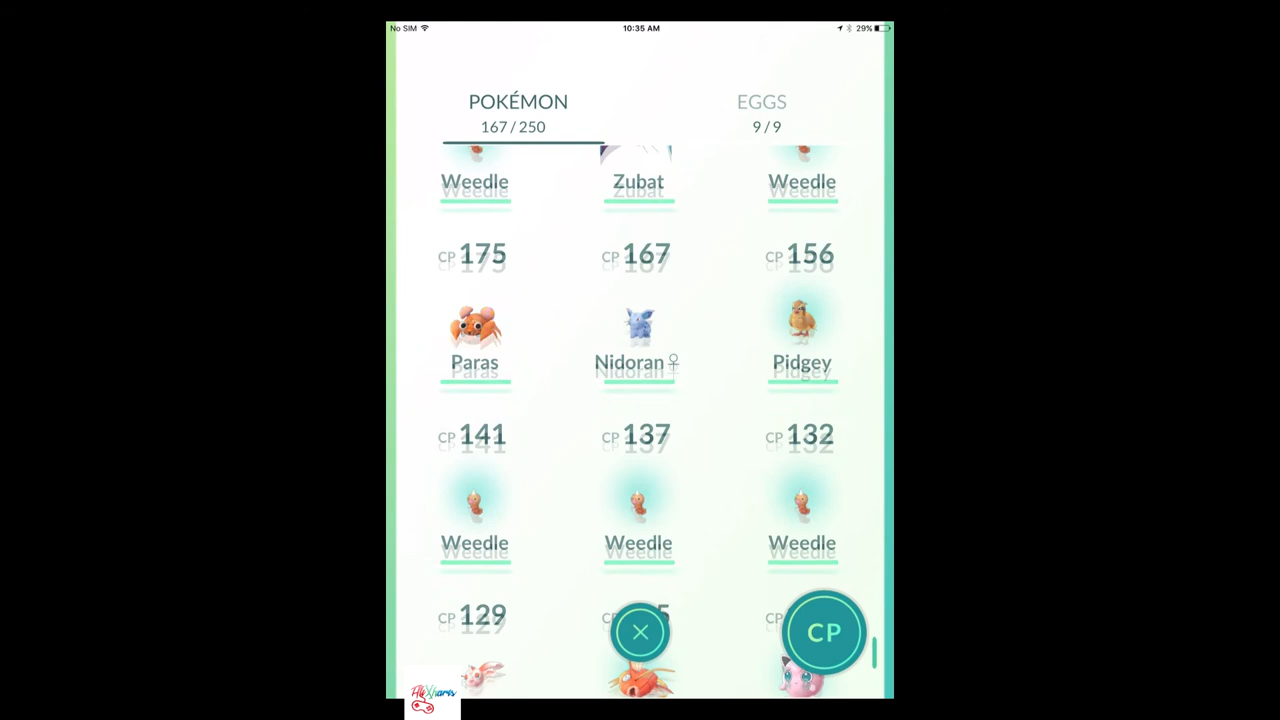 No SIM 10:35 AM 29%
POKÉMON EGGS
167/250 9/9
Weedle Zubat Weedle
CP 175 CP 167 CP 156
Paras Nidoran♀ Pidgey
CP 141 CP 137 CP 132
Weedle Weedle Weedle
CP 129
CP
AleXharis